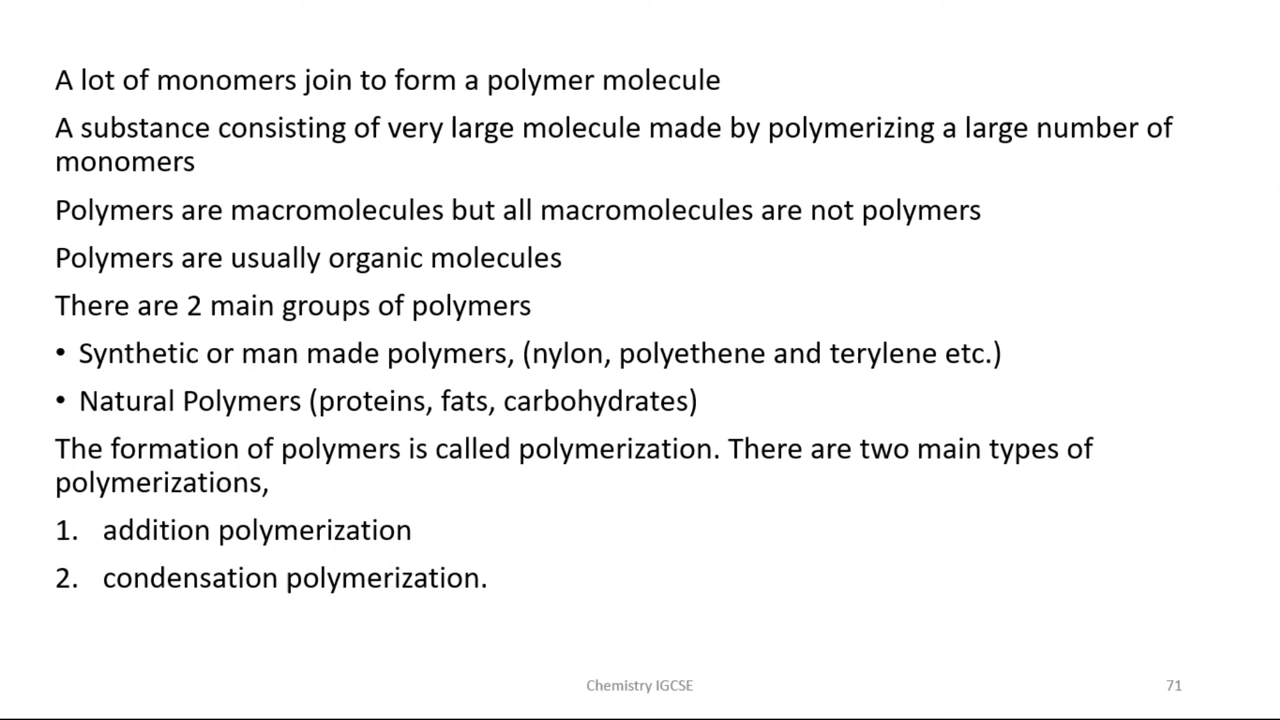 A lot of monomers join to form a polymer molecule
A substance consisting of very large molecule made by polymerizing a large number of
monomers
Polymers are macromolecules but all macromolecules are not polymers
Polymers are usually organic molecules
There are 2 main groups of polymers
• Synthetic or man made polymers, (nylon, polyethene and terylene etc.)
• Natural Polymers (proteins, fats, carbohydrates)
The formation of polymers is called polymerization. There are two main types of
polymerizations,
1. addition polymerization
2. condensation polymerization.
Chemistry IGCSE 71